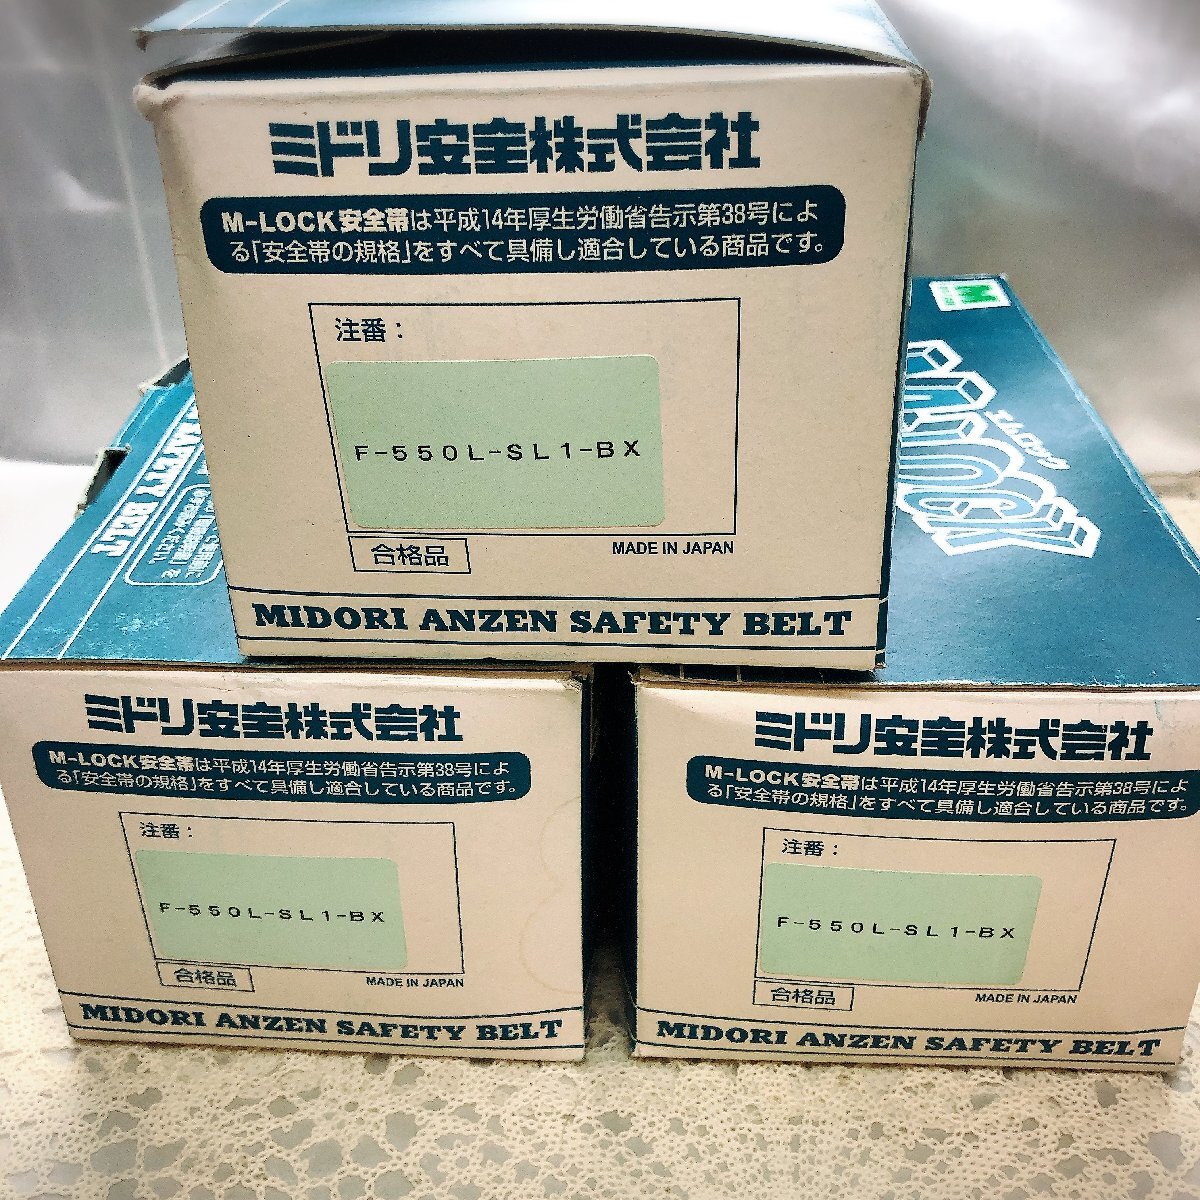 ミドリ安全株式会社
M-LOCK安全帯は平成14年厚生労働省告示第38号によ
る「安全帯の規格」をすべて具備し適合している商品です。
注番：
F-550L-SL1-BX
合格品
MADE IN JAPAN
MIDORI ANZEN SAFETY BELT
エムロック
M-LOCK
SAFETY BELT
ミドリ安全株式会社
M-LOCK安全帯は平成14年厚生労働省告示第38号によ
る「安全帯の規格」をすべて具備し適合している商品です。
注番：
F-550L-SL1-BX
合格品
MADE IN JAPAN
MIDORI ANZEN SAFETY BELT
ミドリ安全株式会社
M-LOCK安全帯は平成14年厚生労働省告示第38号によ
る「安全帯の規格」をすべて具備し適合している商品です。
注番：
F-550L-SL1-BX
合格品
MADE IN JAPAN
MIDORI ANZEN SAFETY BELT